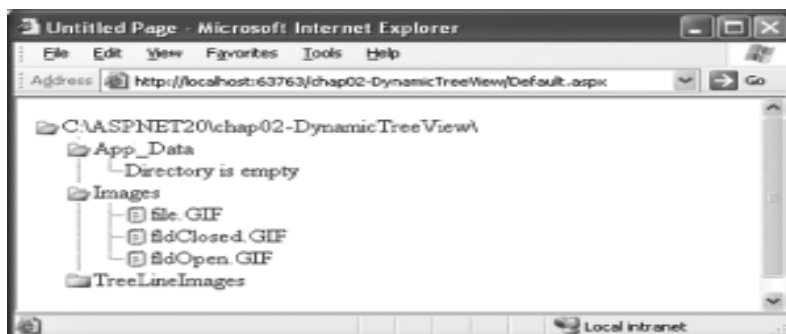 Untitled Page - Microsoft Internet Explorer
File Edit View Favorites Tools Help
Address http://localhost:63763/chap02-DynamicTreeView/Default.aspx Go
C:\ASPNET20\chap02-DynamicTreeView\
App_Data
Directory is empty
Images
file.GIF
fldClosed.GIF
fldOpen.GIF
TreeLineImages
Local intranet